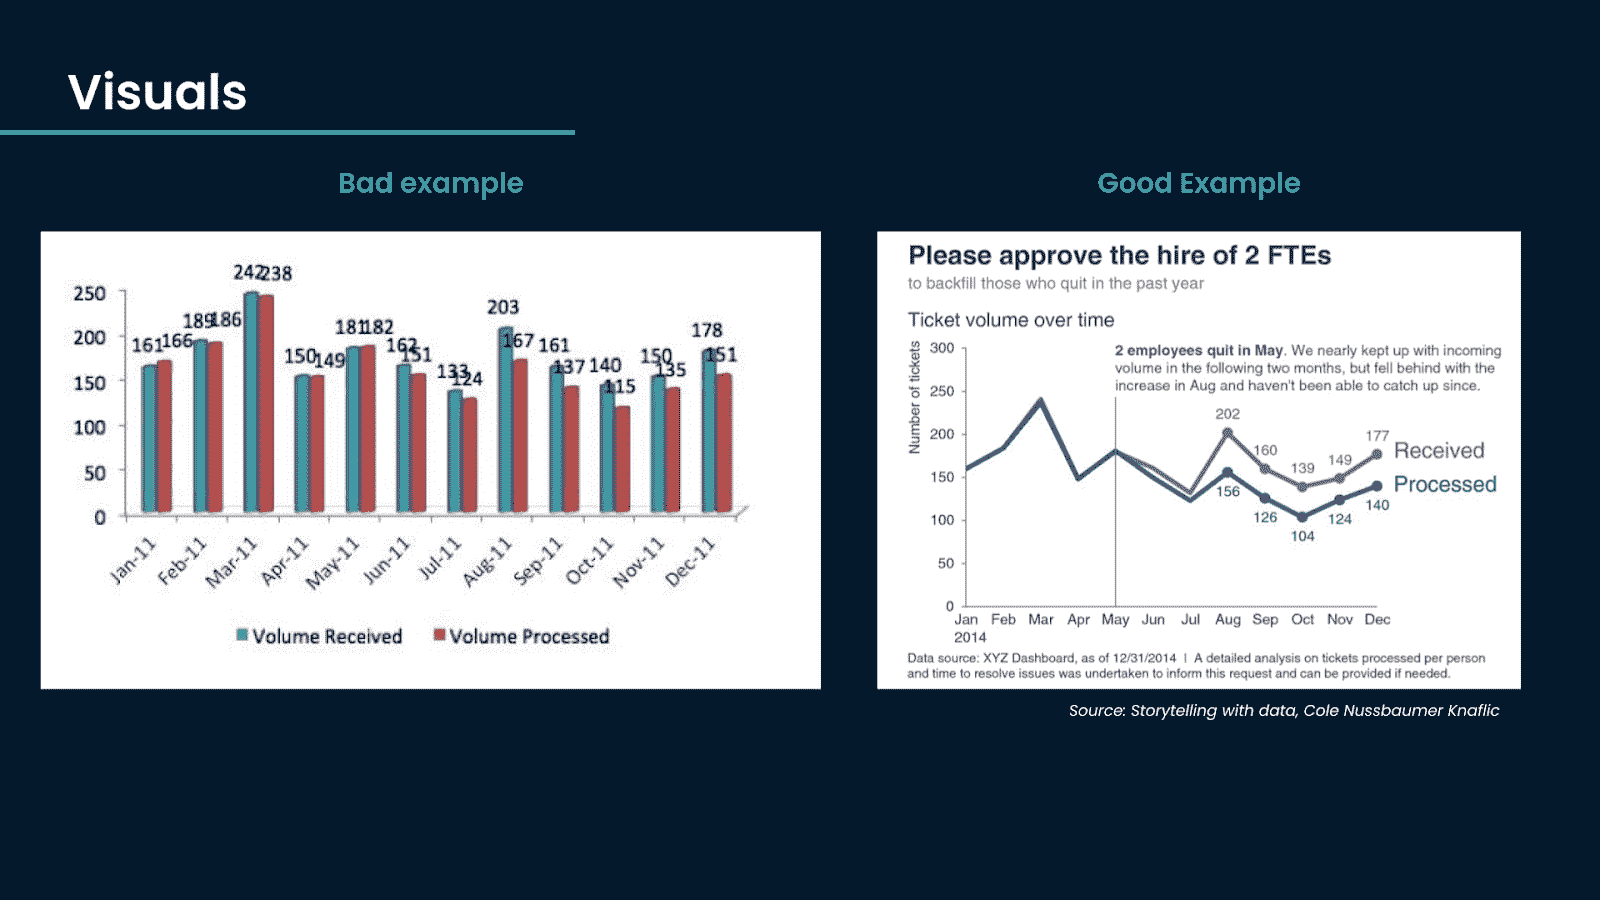 Visuals
Bad example
250
200
150
100
50
0
161 166 189 186 242 238 150 149 181 182 162 151 133 124 203 167 161 137 140 115 150 135 178 151
Jan-11 Feb-11 Mar-11 Apr-11 May-11 Jun-11 Jul-11 Aug-11 Sep-11 Oct-11 Nov-11 Dec-11
Volume Received Volume Processed
Good Example
Please approve the hire of 2 FTEs
to backfill those who quit in the past year
Ticket volume over time
Number of tickets
300
250
200
150
100
50
0
2 employees quit in May. We nearly kept up with incoming
volume in the following two months, but fell behind with the
increase in Aug and haven't been able to catch up since.
202 160 139 149 177 Received
156 126 104 124 140 Processed
Jan Feb Mar Apr May Jun Jul Aug Sep Oct Nov Dec
2014
Data source: XYZ Dashboard, as of 12/31/2014 | A detailed analysis on tickets processed per person
and time to resolve issues was undertaken to inform this request and can be provided if needed.
Source: Storytelling with data, Cole Nussbaumer Knaflic